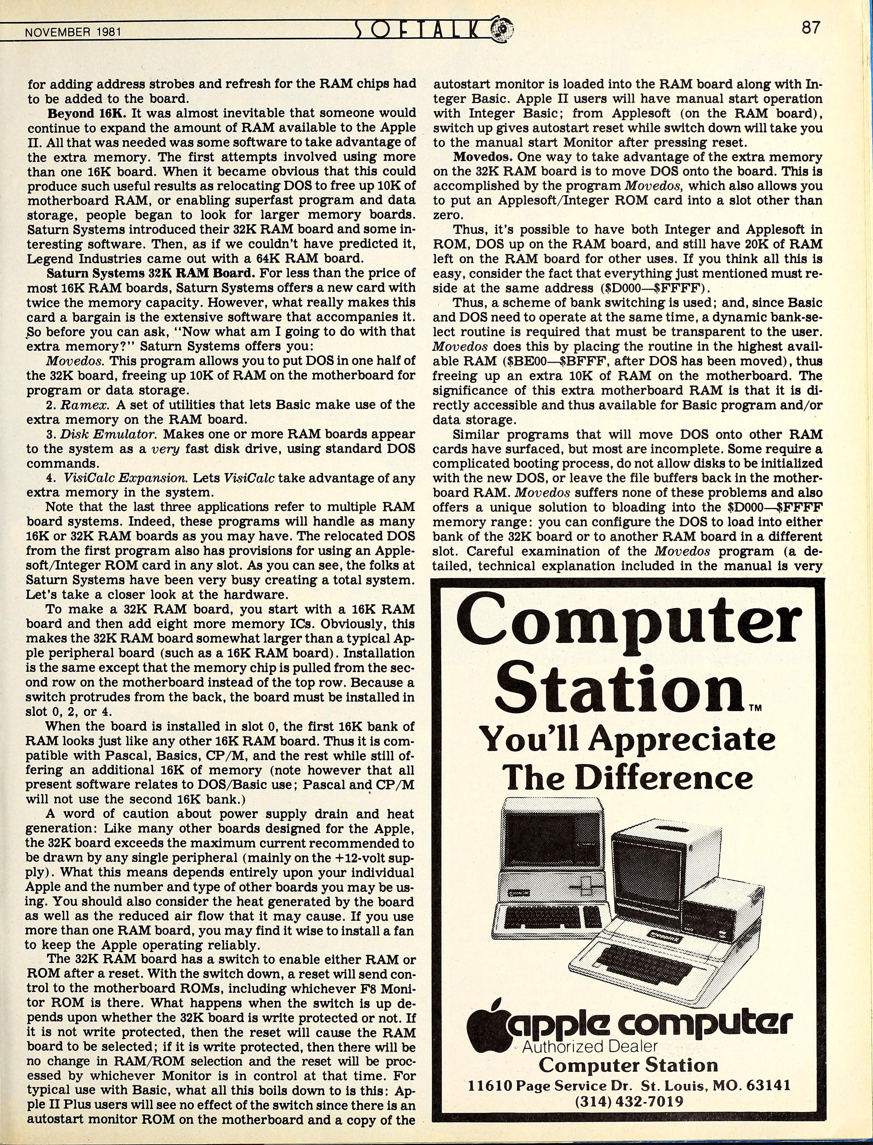 NOVEMBER 1981
SOFTALK
87
for adding address strobes and refresh for the RAM chips had
to be added to the board.
Beyond 16K. It was almost inevitable that someone would
continue to expand the amount of RAM available to the Apple
II. All that was needed was some software to take advantage of
the extra memory. The first attempts involved using more
than one 16K board. When it became obvious that this could
produce such useful results as relocating DOS to free up 10K of
motherboard RAM, or enabling superfast program and data
storage, people began to look for larger memory boards.
Saturn Systems introduced their 32K RAM board and some in-
teresting software. Then, as if we couldn't have predicted it,
Legend Industries came out with a 64K RAM board.
Saturn Systems 32K RAM Board. For less than the price of
most 16K RAM boards, Saturn Systems offers a new card with
twice the memory capacity. However, what really makes this
card a bargain is the extensive software that accompanies it.
So before you can ask, "Now what am I going to do with that
extra memory?" Saturn Systems offers you:
Movedos. This program allows you to put DOS in one half of
the 32K board, freeing up 10K of RAM on the motherboard for
program or data storage.
2. Ramex. A set of utilities that lets Basic make use of the
extra memory on the RAM board.
3. Disk Emulator. Makes one or more RAM boards appear
to the system as a very fast disk drive, using standard DOS
commands.
4. VisiCalc Expansion. Lets VisiCalc take advantage of any
extra memory in the system.
Note that the last three applications refer to multiple RAM
board systems. Indeed, these programs will handle as many
16K or 32K RAM boards as you may have. The relocated DOS
from the first program also has provisions for using an Apple-
soft/Integer ROM card in any slot. As you can see, the folks at
Saturn Systems have been very busy creating a total system.
Let's take a closer look at the hardware.
To make a 32K RAM board, you start with a 16K RAM
board and then add eight more memory ICs. Obviously, this
makes the 32K RAM board somewhat larger than a typical Ap-
ple peripheral board (such as a 16K RAM board). Installation
is the same except that the memory chip is pulled from the sec-
ond row on the motherboard instead of the top row. Because a
switch protrudes from the back, the board must be installed in
slot 0, 2, or 4.
When the board is installed in slot 0, the first 16K bank of
RAM looks just like any other 16K RAM board. Thus it is com-
patible with Pascal, Basics, CP/M, and the rest while still of-
fering an additional 16K of memory (note however that all
present software relates to DOS/Basic use; Pascal and CP/M
will not use the second 16K bank.)
A word of caution about power supply drain and heat
generation: Like many other boards designed for the Apple,
the 32K board exceeds the maximum current recommended to
be drawn by any single peripheral (mainly on the +12-volt sup-
ply). What this means depends entirely upon your individual
Apple and the number and type of other boards you may be us-
ing. You should also consider the heat generated by the board
as well as the reduced air flow that it may cause. If you use
more than one RAM board, you may find it wise to install a fan
to keep the Apple operating reliably.
The 32K RAM board has a switch to enable either RAM or
ROM after a reset. With the switch down, a reset will send con-
trol to the motherboard ROMs, including whichever F8 Moni-
tor ROM is there. What happens when the switch is up de-
pends upon whether the 32K board is write protected or not. If
it is not write protected, then the reset will cause the RAM
board to be selected; if it is write protected, then there will be
no change in RAM/ROM selection and the reset will be proc-
essed by whichever Monitor is in control at that time. For
typical use with Basic, what all this boils down to is this: Ap-
ple II Plus users will see no effect of the switch since there is an
autostart monitor ROM on the motherboard and a copy of the
autostart monitor is loaded into the RAM board along with In-
teger Basic. Apple II users will have manual start operation
with Integer Basic; from Applesoft (on the RAM board),
switch up gives autostart reset while switch down will take you
to the manual start Monitor after pressing reset.
Movedos. One way to take advantage of the extra memory
on the 32K RAM board is to move DOS onto the board. This is
accomplished by the program Movedos, which also allows you
to put an Applesoft/Integer ROM card into a slot other than
zero.
Thus, it's possible to have both Integer and Applesoft in
ROM, DOS up on the RAM board, and still have 20K of RAM
left on the RAM board for other uses. If you think all this is
easy, consider the fact that everything just mentioned must re-
side at the same address ($D000—$FFFF).
Thus, a scheme of bank switching is used; and, since Basic
and DOS need to operate at the same time, a dynamic bank-se-
lect routine is required that must be transparent to the user.
Movedos does this by placing the routine in the highest avail-
able RAM ($BE00—$BFFF, after DOS has been moved), thus
freeing up an extra 10K of RAM on the motherboard. The
significance of this extra motherboard RAM is that it is di-
rectly accessible and thus available for Basic program and/or
data storage.
Similar programs that will move DOS onto other RAM
cards have surfaced, but most are incomplete. Some require a
complicated booting process, do not allow disks to be initialized
with the new DOS, or leave the file buffers back in the mother-
board RAM. Movedos suffers none of these problems and also
offers a unique solution to bloading into the $D000—$FFFF
memory range: you can configure the DOS to load into either
bank of the 32K board or to another RAM board in a different
slot. Careful examination of the Movedos program (a de-
tailed, technical explanation included in the manual is very
Computer
Station™
You'll Appreciate
The Difference
apple computer
Authorized Dealer
Computer Station
11610 Page Service Dr. St. Louis, MO. 63141
(314) 432-7019